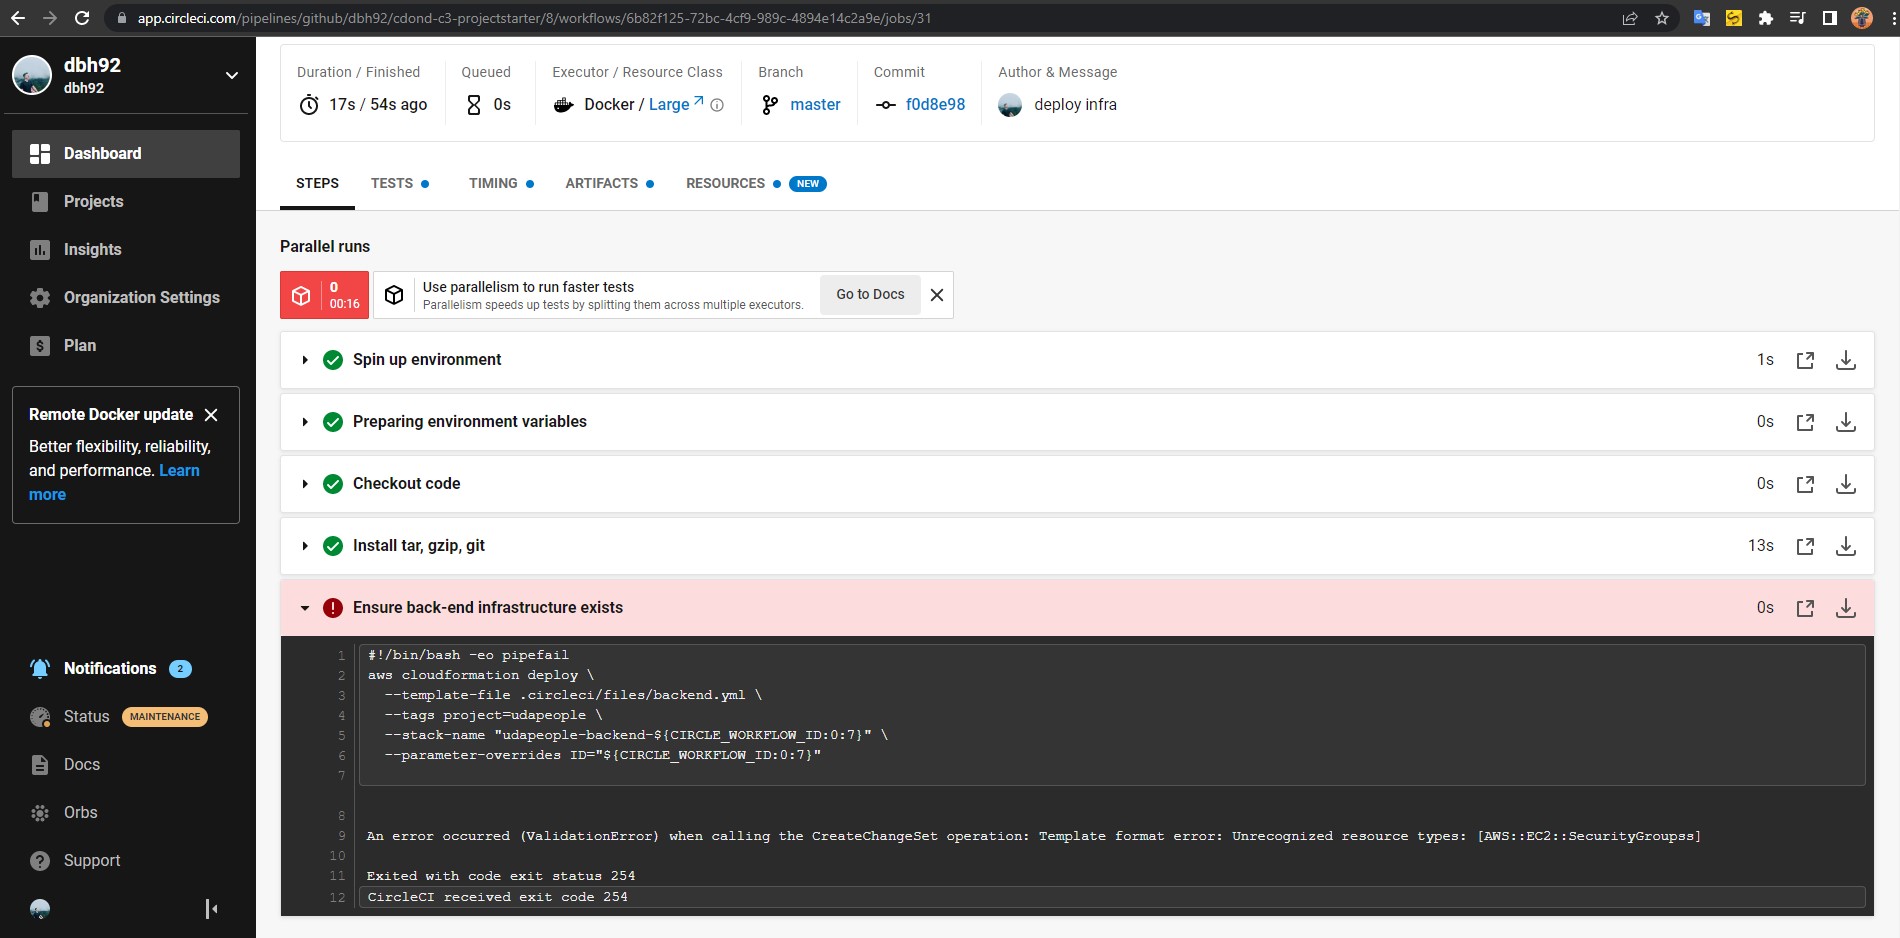 app.circleci.com/pipelines/github/dbh92/cdond-c3-projectstarter/8/workflows/6b82f125-72bc-4cf9-989c-4894e14c2a9e/jobs/31
dbh92
dbh92
Dashboard
Projects
Insights
Organization Settings
Plan
Remote Docker update
Better flexibility, reliability,
and performance. Learn
more
Notifications 2
Status MAINTENANCE
Docs
Orbs
Support
Duration / Finished
17s / 54s ago
Queued
0s
Executor / Resource Class
Docker / Large
Branch
master
Commit
f0d8e98
Author & Message
deploy infra
STEPS TESTS TIMING ARTIFACTS RESOURCES NEW
Parallel runs
0
00:16
Use parallelism to run faster tests
Parallelism speeds up tests by splitting them across multiple executors.
Go to Docs
Spin up environment 1s
Preparing environment variables 0s
Checkout code 0s
Install tar, gzip, git 13s
Ensure back-end infrastructure exists 0s
1 #!/bin/bash -eo pipefail
2 aws cloudformation deploy \
3 --template-file .circleci/files/backend.yml \
4 --tags project=udapeople \
5 --stack-name "udapeople-backend-${CIRCLE_WORKFLOW_ID:0:7}" \
6 --parameter-overrides ID="${CIRCLE_WORKFLOW_ID:0:7}"
7
8
9 An error occurred (ValidationError) when calling the CreateChangeSet operation: Template format error: Unrecognized resource types: [AWS::EC2::SecurityGroupss]
10
11 Exited with code exit status 254
12 CircleCI received exit code 254